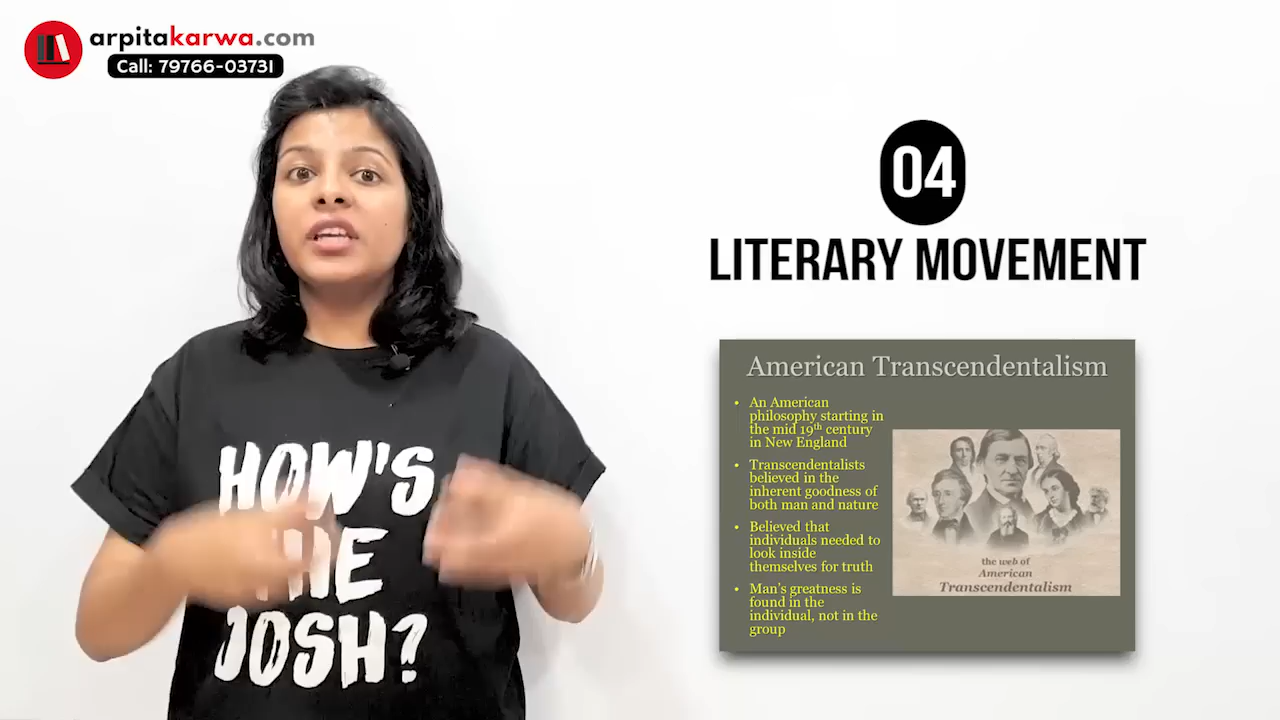 arpitakarwa.com
Call: 79766-03731
HOW'S
THE
JOSH?
04
LITERARY MOVEMENT
American Transcendentalism
• An American
philosophy starting in
the mid 19th century
in New England
• Transcendentalists
believed in the
inherent goodness of
both man and nature
• Believed that
individuals needed to
look inside
themselves for truth
• Man's greatness is
found in the
individual, not in the
group
the web of
American
Transcendentalism